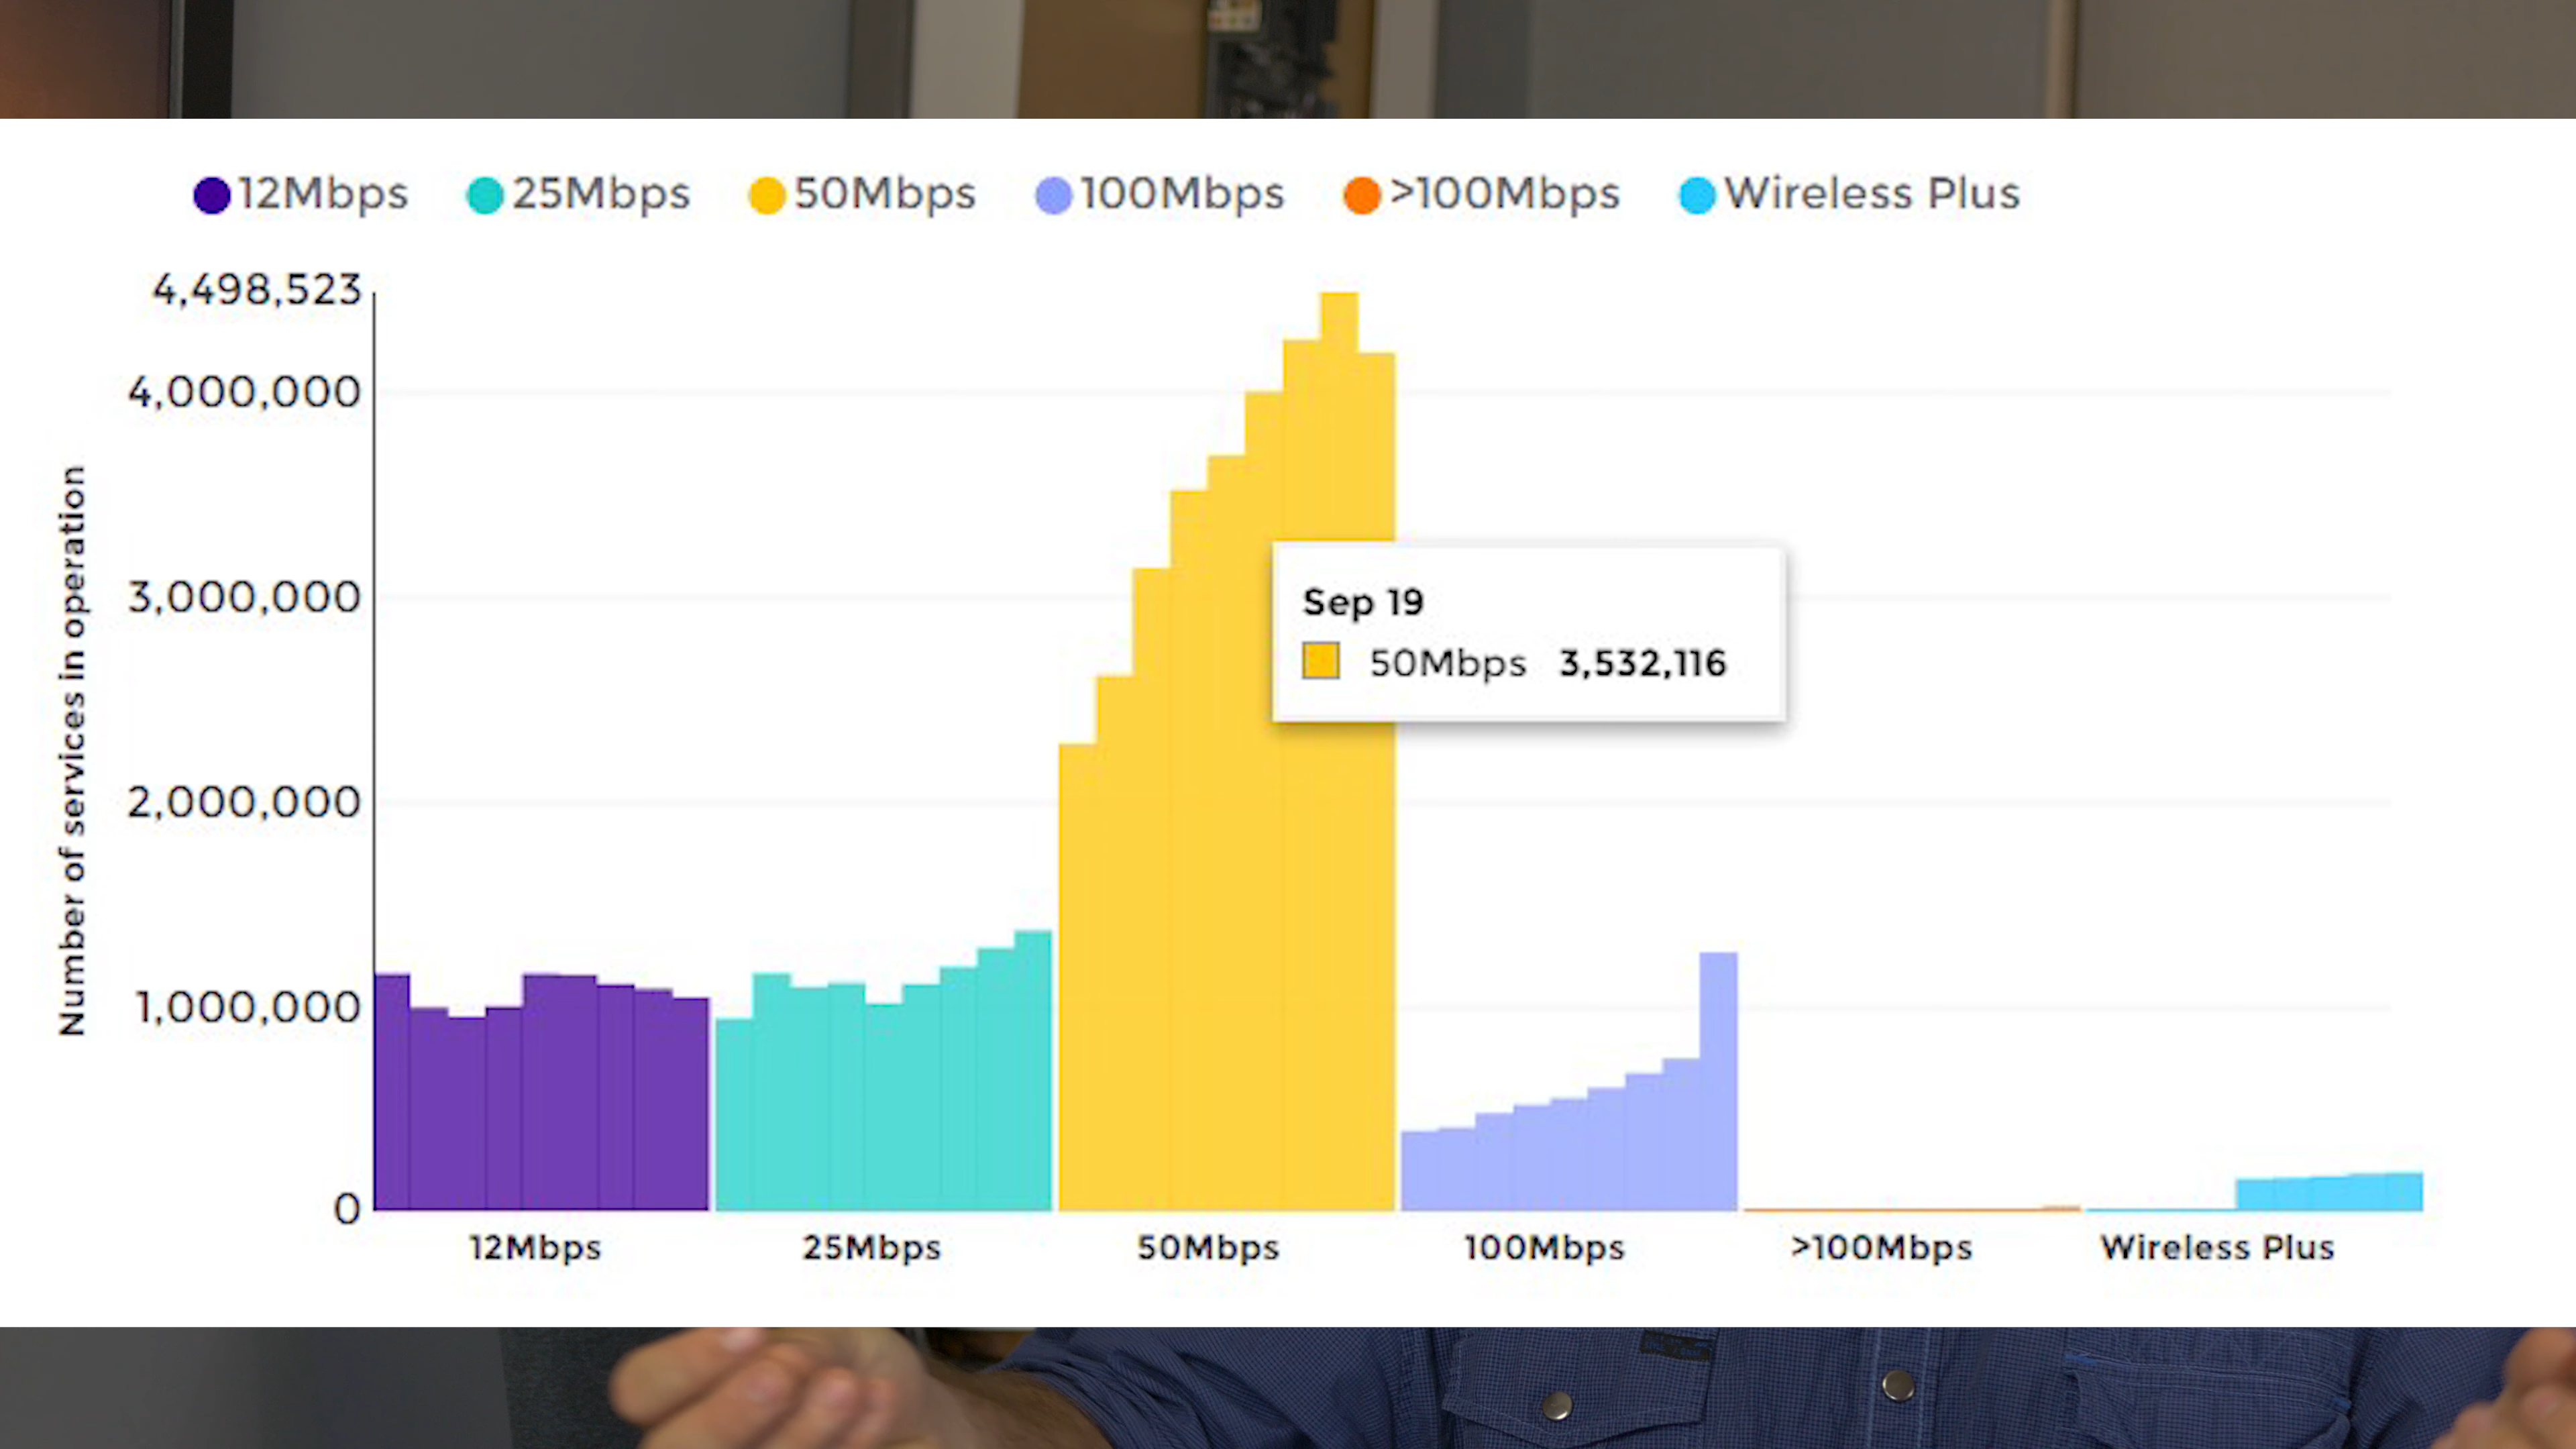 12Mbps 25Mbps 50Mbps 100Mbps >100Mbps Wireless Plus
4,498,523
4,000,000
3,000,000
2,000,000
1,000,000
0
Number of services in operation
Sep 19
50Mbps 3,532,116
12Mbps 25Mbps 50Mbps 100Mbps >100Mbps Wireless Plus